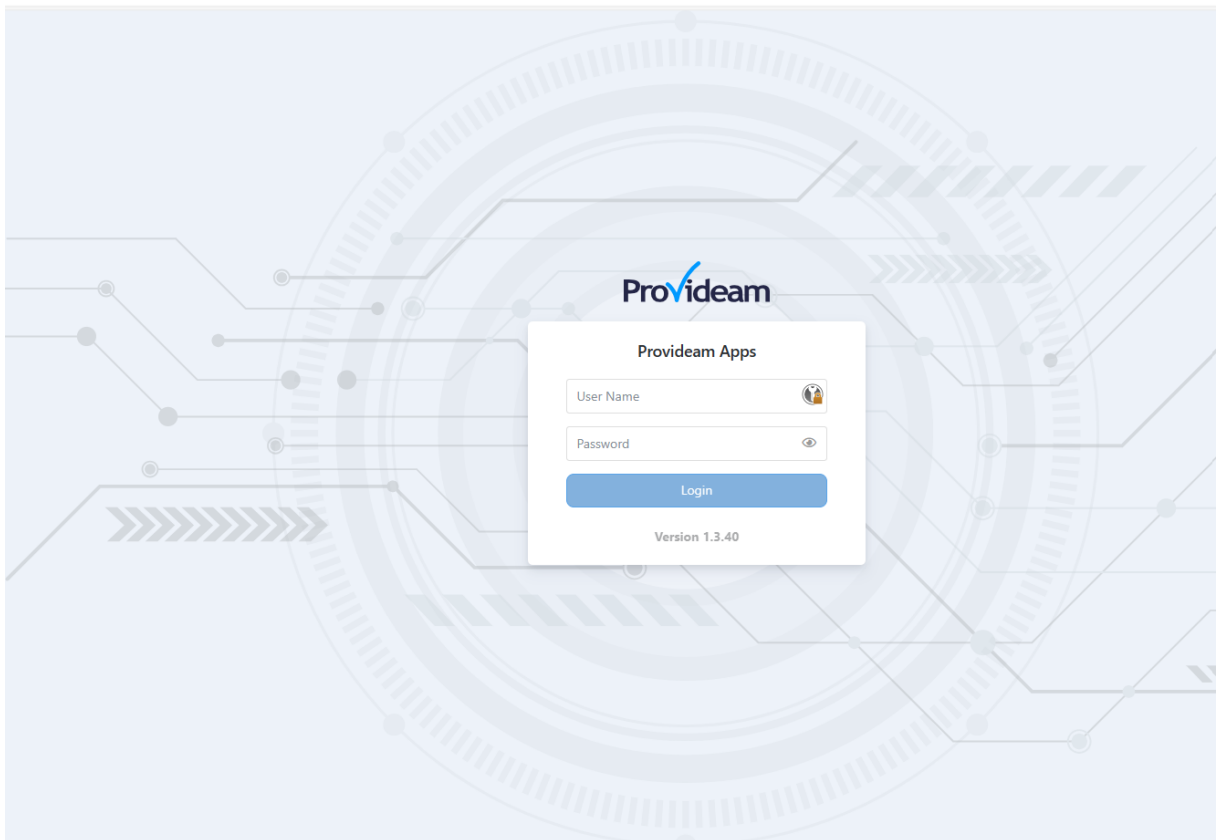 Provideam
Provideam Apps
User Name
Password
Login
Version 1.3.40